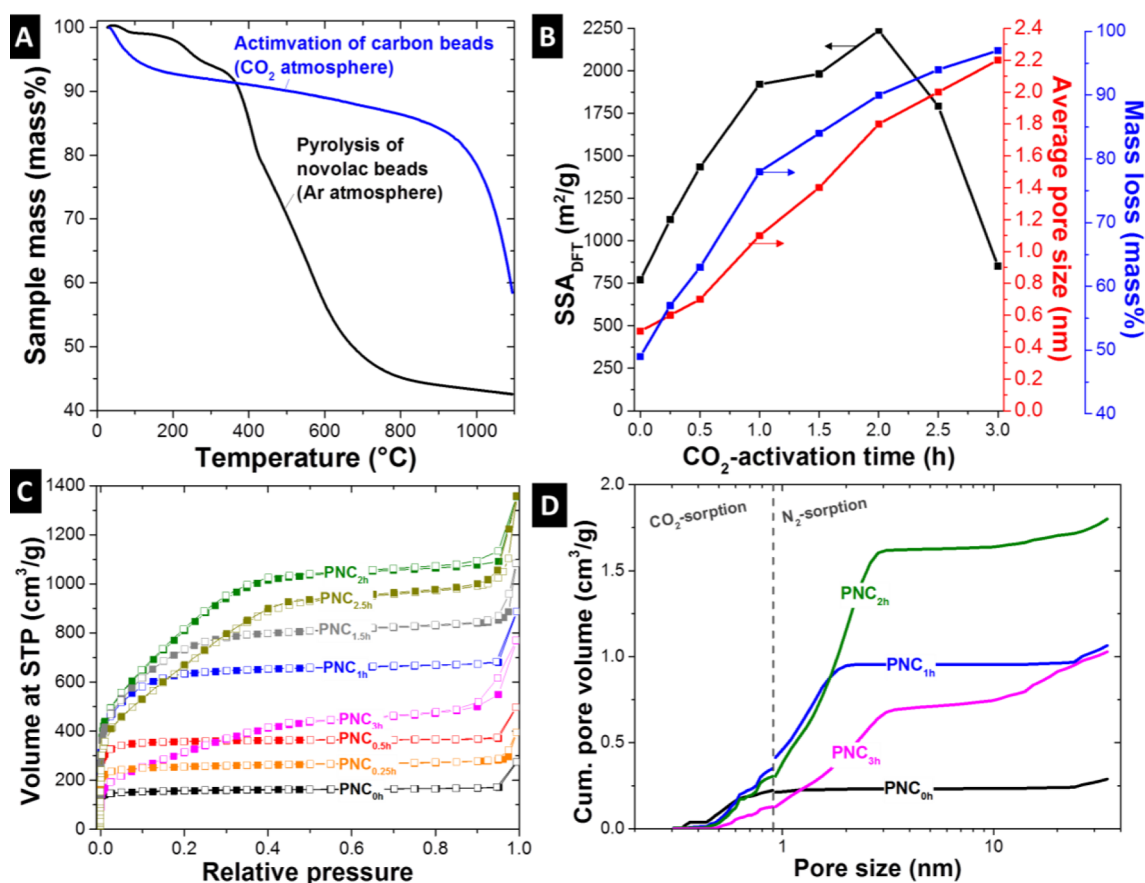 A
Sample mass (mass%)
100
90
80
70
60
50
40
Actimvation of carbon beads
(CO₂ atmosphere)
Pyrolysis of
novolac beads
(Ar atmosphere)
0
200
400
600
800
1000
Temperature (°C)
B
SSA_DFT (m²/g)
2250
2000
1750
1500
1250
1000
750
500
250
0
0.0
0.5
1.0
1.5
2.0
2.5
3.0
CO₂-activation time (h)
2.4
2.2
2.0
1.8
1.6
1.4
1.2
1.0
0.8
0.6
0.4
0.2
0.0
Average pore size (nm)
100
90
80
70
60
50
40
Mass loss (mass%)
C
Volume at STP (cm³/g)
1400
1200
1000
800
600
400
200
0
PNC2h
PNC2.5h
PNC1.5h
PNC1h
PNC3h
PNC0.5h
PNC0.25h
PNC0h
0.0
0.2
0.4
0.6
0.8
1.0
Relative pressure
D
Cum. pore volume (cm³/g)
2.0
1.5
1.0
0.5
0.0
CO₂-sorption
N₂-sorption
PNC2h
PNC1h
PNC3h
PNC0h
1
10
Pore size (nm)